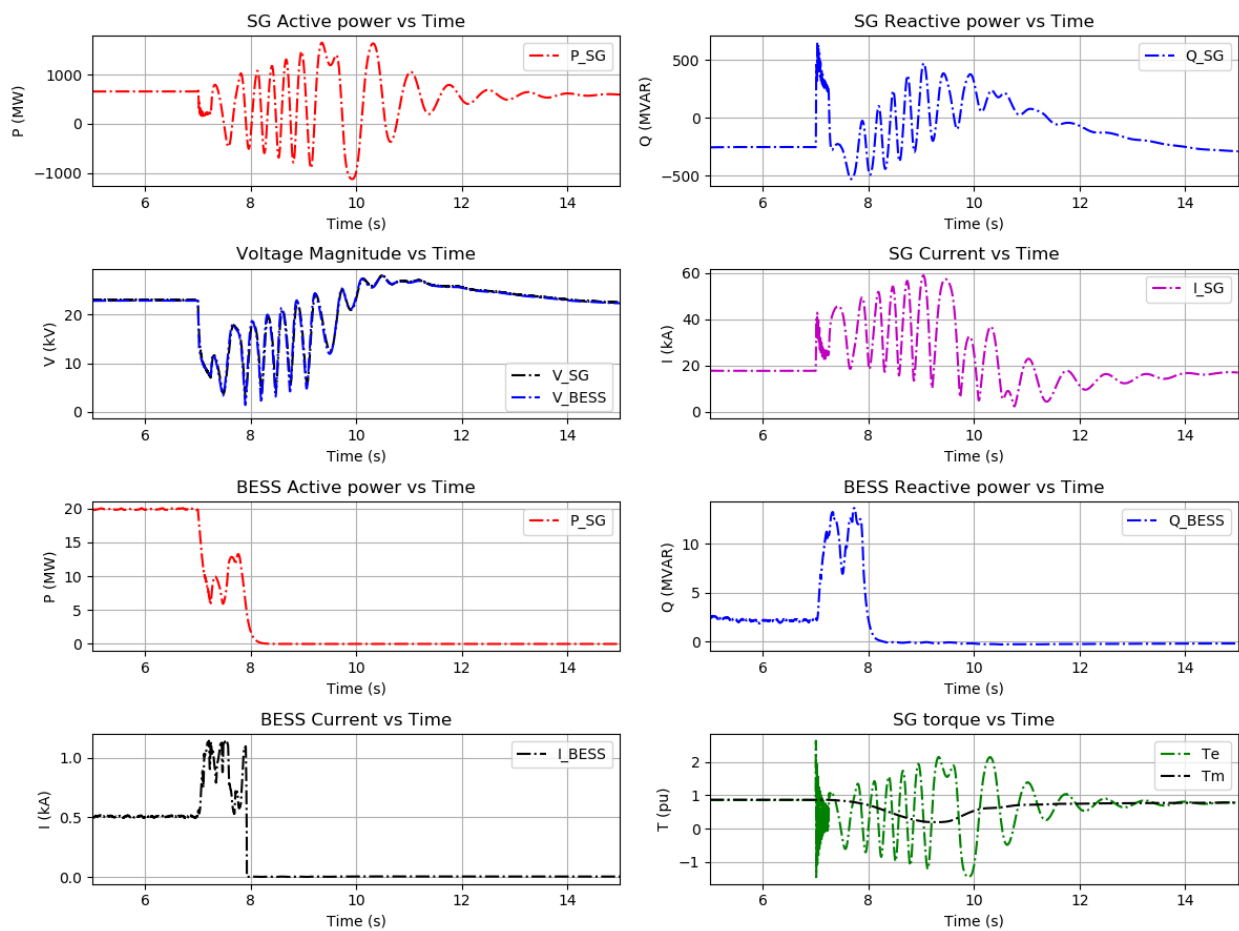 SG Active power vs Time
P (MW)
1000
0
−1000
P_SG
6 8 10 12 14
Time (s)
SG Reactive power vs Time
Q (MVAR)
500
0
−500
Q_SG
6 8 10 12 14
Time (s)
Voltage Magnitude vs Time
V (kV)
20
10
0
V_SG
V_BESS
6 8 10 12 14
Time (s)
SG Current vs Time
I (kA)
60
40
20
0
I_SG
6 8 10 12 14
Time (s)
BESS Active power vs Time
P (MW)
20
15
10
5
0
P_SG
6 8 10 12 14
Time (s)
BESS Reactive power vs Time
Q (MVAR)
10
5
0
Q_BESS
6 8 10 12 14
Time (s)
BESS Current vs Time
I (kA)
1.0
0.5
0.0
I_BESS
6 8 10 12 14
Time (s)
SG torque vs Time
T (pu)
2
1
0
−1
Te
Tm
6 8 10 12 14
Time (s)